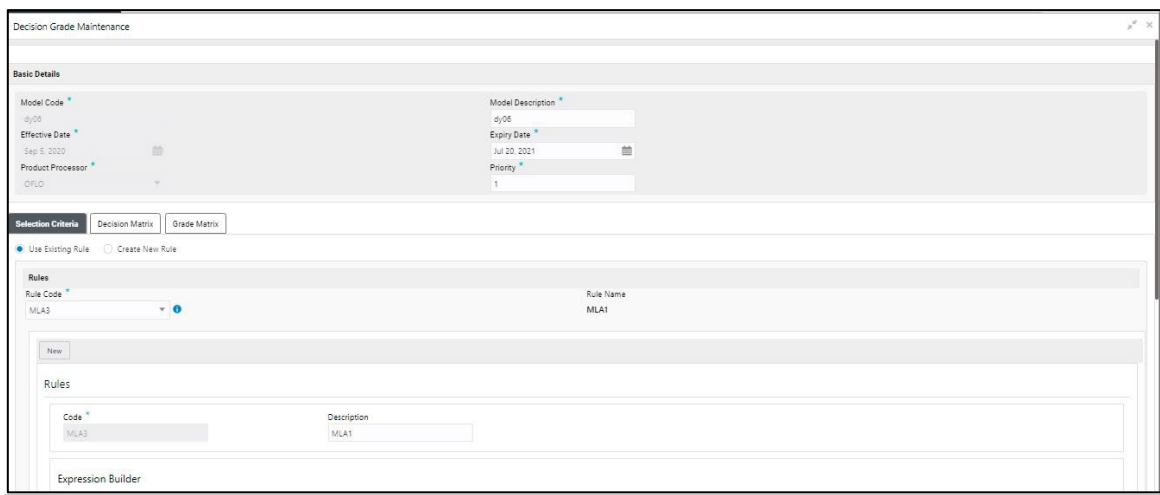 Decision Grade Maintenance
Basic Details
Model Code *
Model Description *
dy06
dy06
Effective Date *
Expiry Date *
Sep 5, 2020
Jul 20, 2021
Product Processor *
Priority *
OFLO
1
Selection Criteria Decision Matrix Grade Matrix
Use Existing Rule Create New Rule
Rules
Rule Code *
Rule Name
MLA3
MLA1
New
Rules
Code *
Description
MLA3
MLA1
Expression Builder